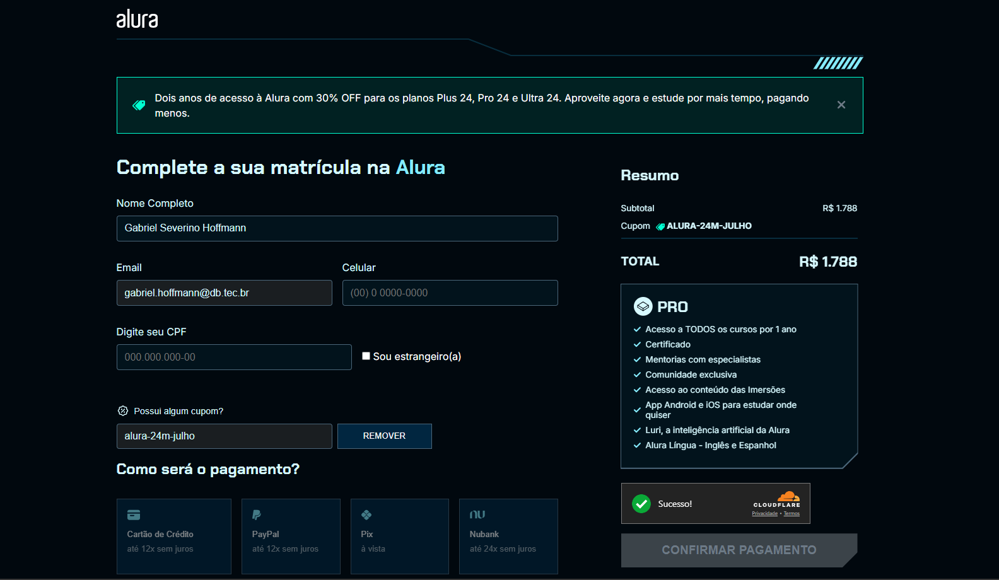 alura
Dois anos de acesso à Alura com 30% OFF para os planos Plus 24, Pro 24 e Ultra 24. Aproveite agora e estude por mais tempo, pagando
menos.
Complete a sua matrícula na Alura
Nome Completo
Gabriel Severino Hoffmann
Email
Celular
gabriel.hoffmann@db.tec.br
(00) 0 0000-0000
Digite seu CPF
000.000.000-00
Sou estrangeiro(a)
Possui algum cupom?
alura-24m-julho
REMOVER
Como será o pagamento?
Cartão de Crédito
até 12x sem juros
PayPal
até 12x sem juros
Pix
à vista
Nubank
até 24x sem juros
Resumo
Subtotal R$ 1.788
Cupom ALURA-24M-JULHO
TOTAL R$ 1.788
PRO
Acesso a TODOS os cursos por 1 ano
Certificado
Mentorias com especialistas
Comunidade exclusiva
Acesso ao conteúdo das Imersões
App Android e iOS para estudar onde
quiser
Luri, a inteligência artificial da Alura
Alura Língua - Inglês e Espanhol
Sucesso!
CLOUDFLARE
Privacidade • Termos
CONFIRMAR PAGAMENTO